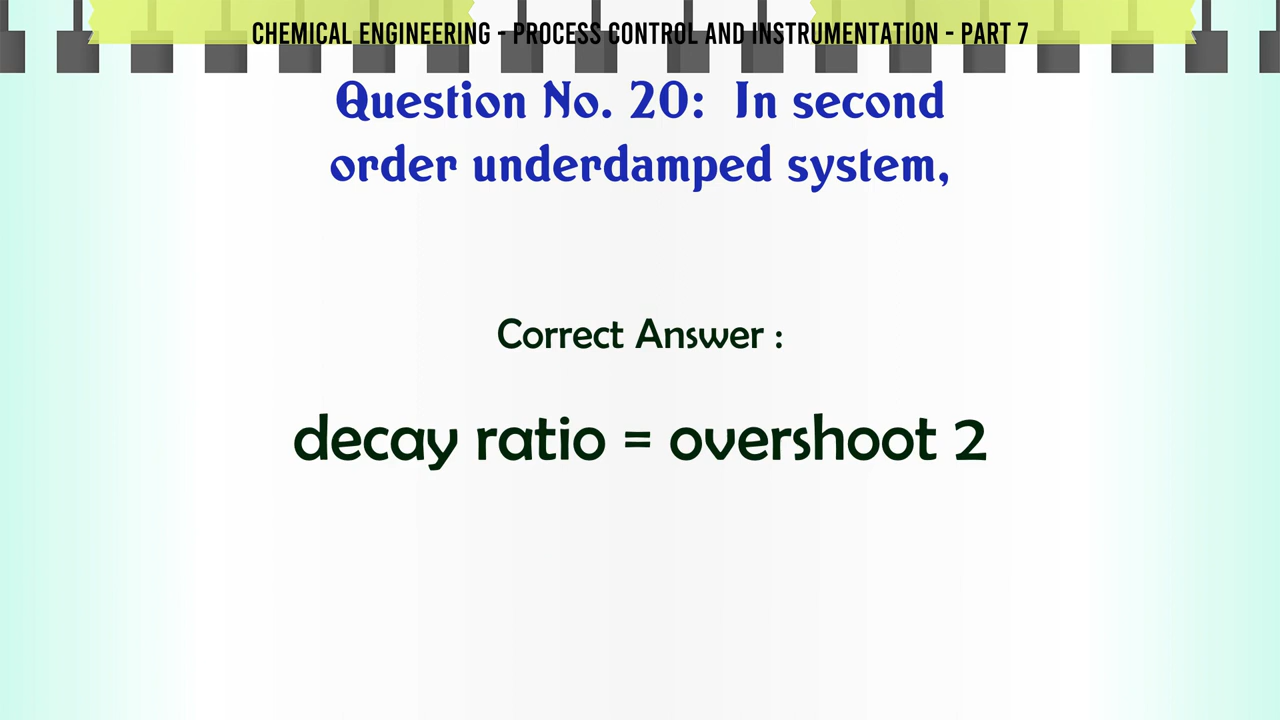 CHEMICAL ENGINEERING - PROCESS CONTROL AND INSTRUMENTATION - PART 7
Question No. 20: In second
order underdamped system,
Correct Answer :
decay ratio = overshoot 2